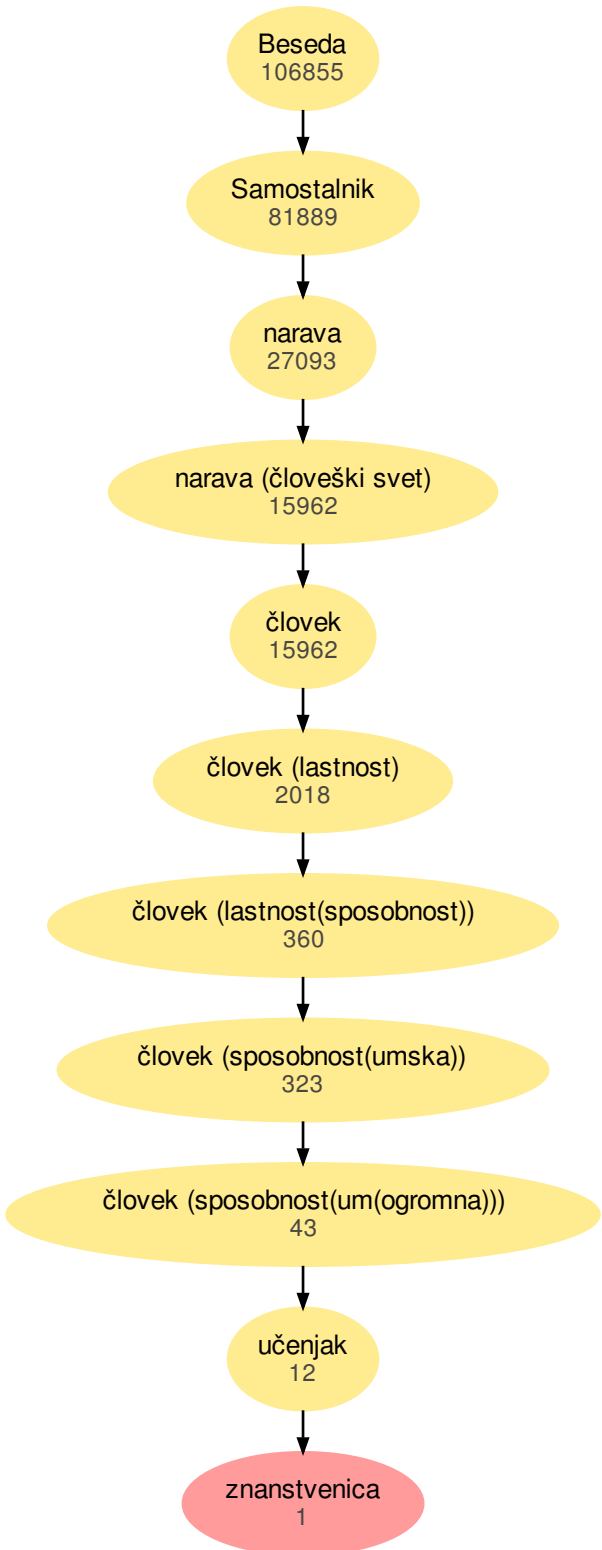 Beseda
106855
Samostalnik
81889
narava
27093
narava (človeški svet)
15962
človek
15962
človek (lastnost)
2018
človek (lastnost(sposobnost))
360
človek (sposobnost(umska))
323
človek (sposobnost(um(ogromna)))
43
učenjak
12
znanstvenica
1